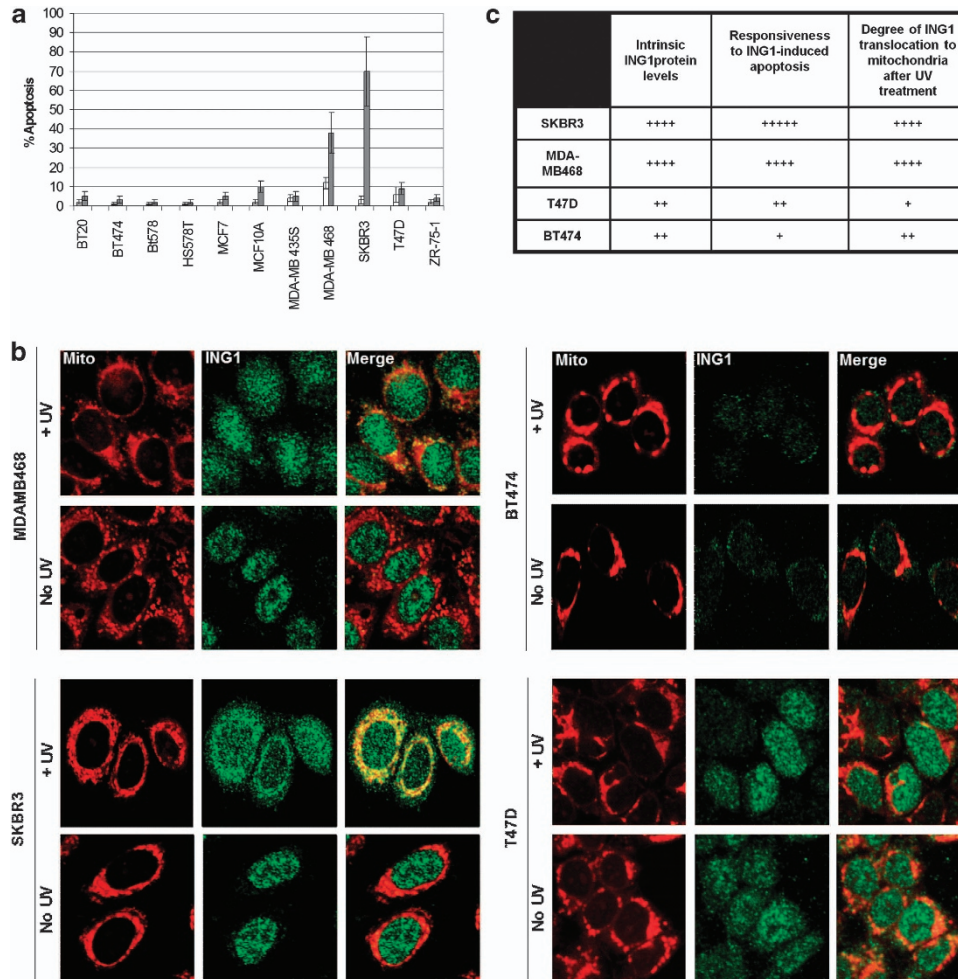 a
% Apoptosis
100
90
80
70
60
50
40
30
20
10
0
BT20
BT474
Bt578
HS578T
MCF7
MCF10A
MDA-MB 435S
MDA-MB 468
SKBR3
T47D
ZR-75-1
c
Intrinsic
ING1protein
levels
Responsiveness
to ING1-induced
apoptosis
Degree of ING1
translocation to
mitochondria
after UV
treatment
SKBR3 ++++ +++++ ++++
MDA-
MB468 ++++ ++++ ++++
T47D ++ ++ +
BT474 ++ + ++
b
MDAMB468
+ UV
No UV
Mito ING1 Merge
BT474
+ UV
No UV
Mito ING1 Merge
SKBR3
+ UV
No UV
T47D
+ UV
No UV